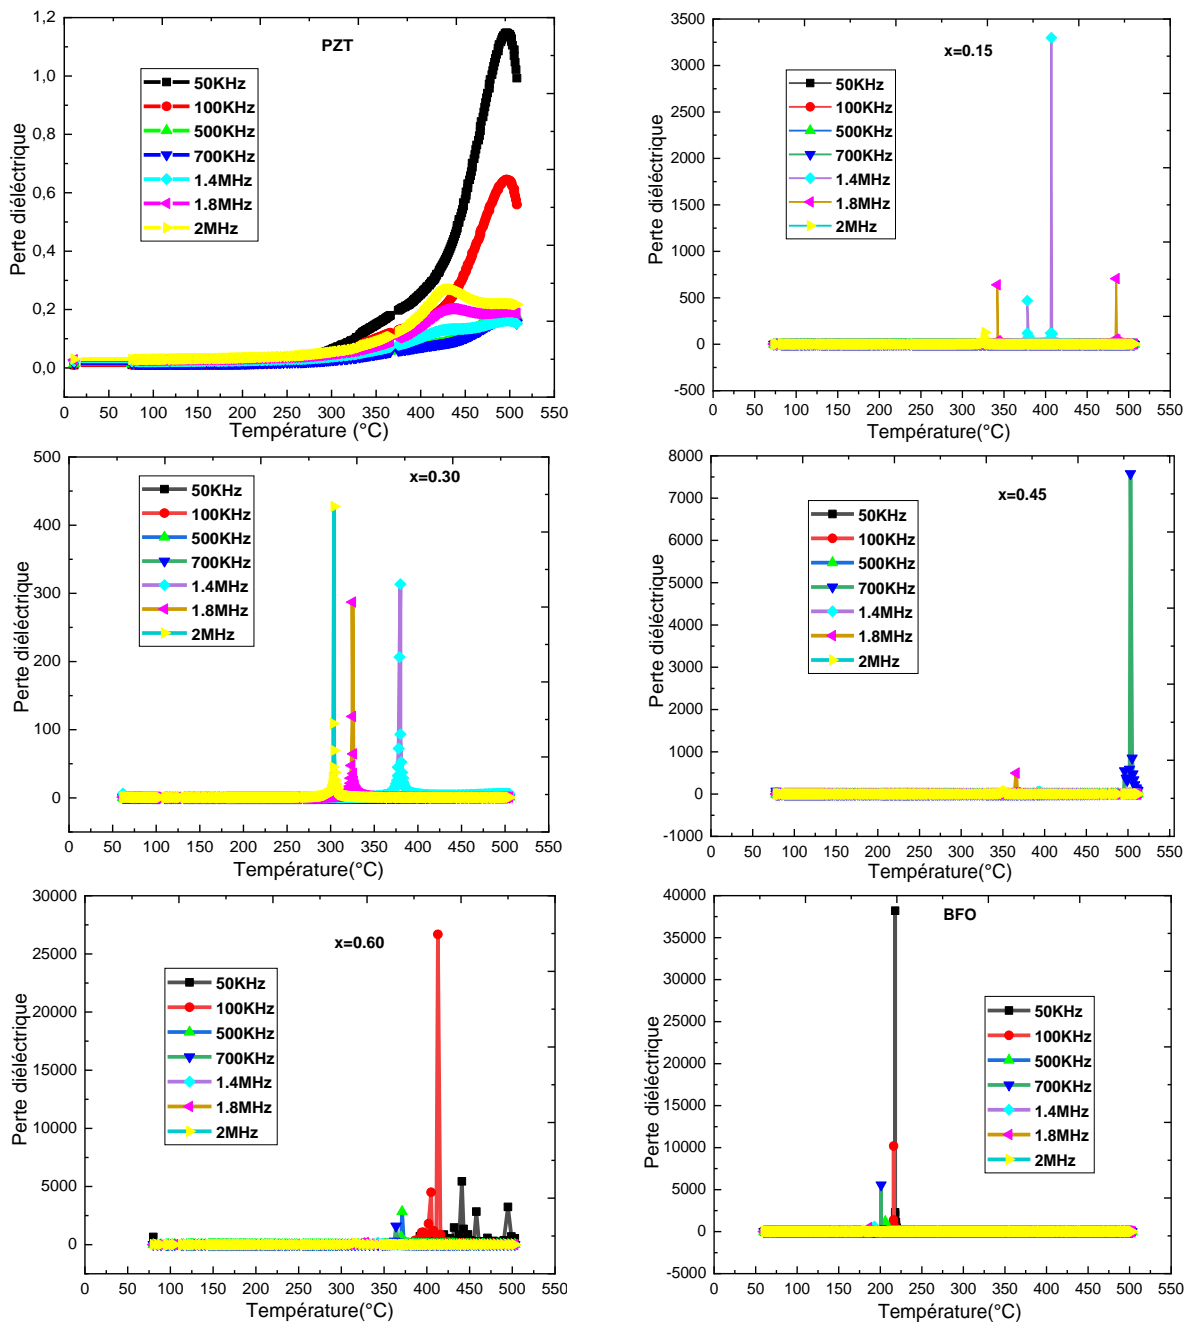 PZT
50KHz
100KHz
500KHz
700KHz
1.4MHz
1.8MHz
2MHz
1,2
1,0
0,8
0,6
0,4
0,2
0,0
0 50 100 150 200 250 300 350 400 450 500 550
Perte diéléctrique
Température (°C)
x=0.15
50KHz
100KHz
500KHz
700KHz
1.4MHz
1.8MHz
2MHz
3500
3000
2500
2000
1500
1000
500
0
-500
0 50 100 150 200 250 300 350 400 450 500 550
Perte diéléctrique
Température(°C)
x=0.30
50KHz
100KHz
500KHz
700KHz
1.4MHz
1.8MHz
2MHz
500
400
300
200
100
0
0 50 100 150 200 250 300 350 400 450 500 550
Perte diéléctrique
Température(°C)
x=0.45
50KHz
100KHz
500KHz
700KHz
1.4MHz
1.8MHz
2MHz
8000
7000
6000
5000
4000
3000
2000
1000
0
-1000
0 50 100 150 200 250 300 350 400 450 500 550
Perte diéléctrique
Température(°C)
x=0.60
50KHz
100KHz
500KHz
700KHz
1.4MHz
1.8MHz
2MHz
30000
25000
20000
15000
10000
5000
0
0 50 100 150 200 250 300 350 400 450 500 550
Perte diéléctrique
Température(°C)
BFO
50KHz
100KHz
500KHz
700KHz
1.4MHz
1.8MHz
2MHz
40000
35000
30000
25000
20000
15000
10000
5000
0
-5000
0 50 100 150 200 250 300 350 400 450 500 550
Perte diéléctrique
Température(°C)